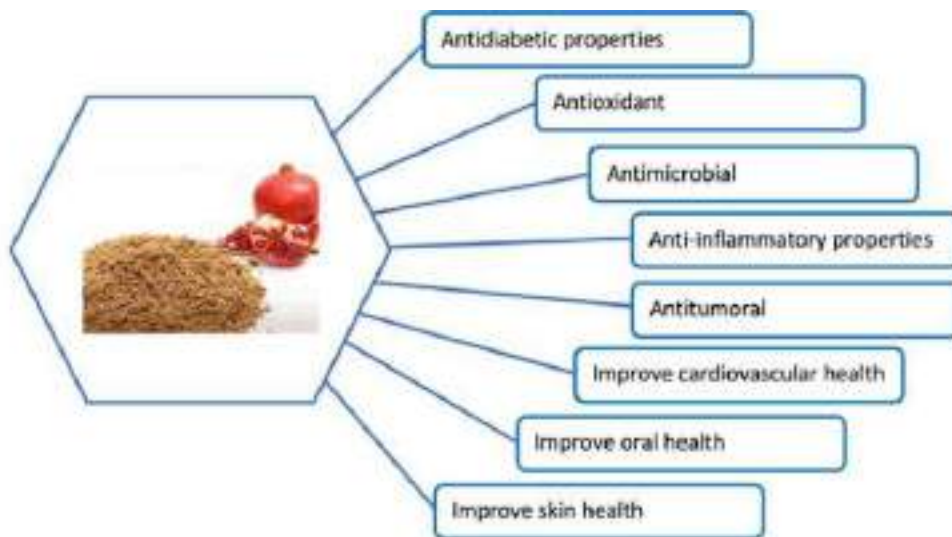 Antidiabetic properties
Antioxidant
Antimicrobial
Anti-inflammatory properties
Antitumoral
Improve cardiovascular health
Improve oral health
Improve skin health